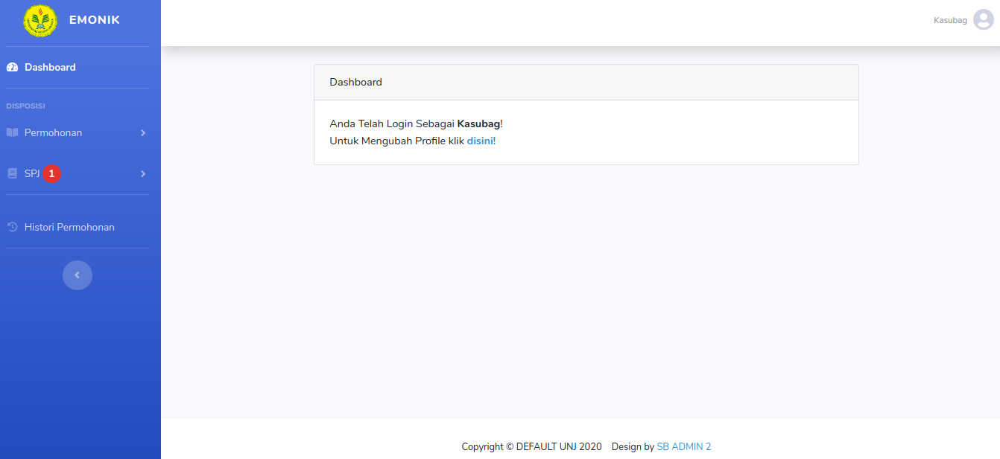 EMONIK
Kasubag
Dashboard
DISPOSISI
Permohonan
SPJ 1
Histori Permohonan
Dashboard
Anda Telah Login Sebagai Kasubag!
Untuk Mengubah Profile klik disini!
Copyright © DEFAULT UNJ 2020 Design by SB ADMIN 2